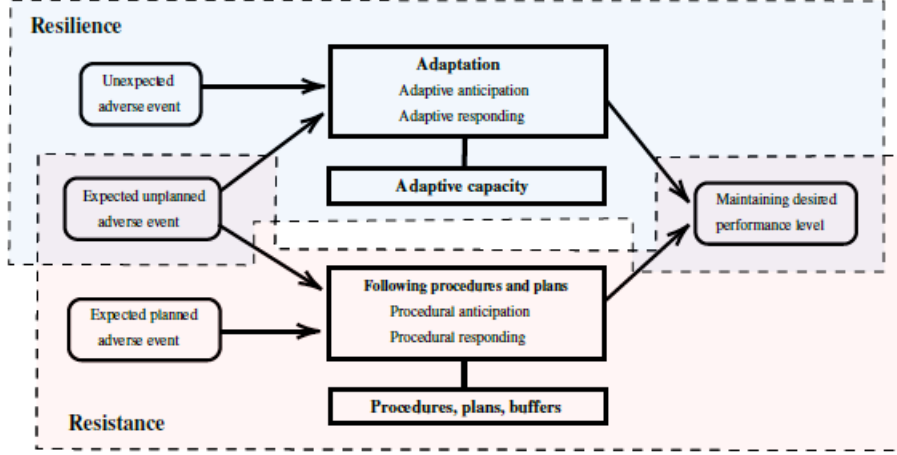 Resilience
Unexpected
adverse event
Adaptation
Adaptive anticipation
Adaptive responding
Adaptive capacity
Expected unplanned
adverse event
Maintaining desired
performance level
Following procedures and plans
Procedural anticipation
Procedural responding
Expected planned
adverse event
Procedures, plans, buffers
Resistance